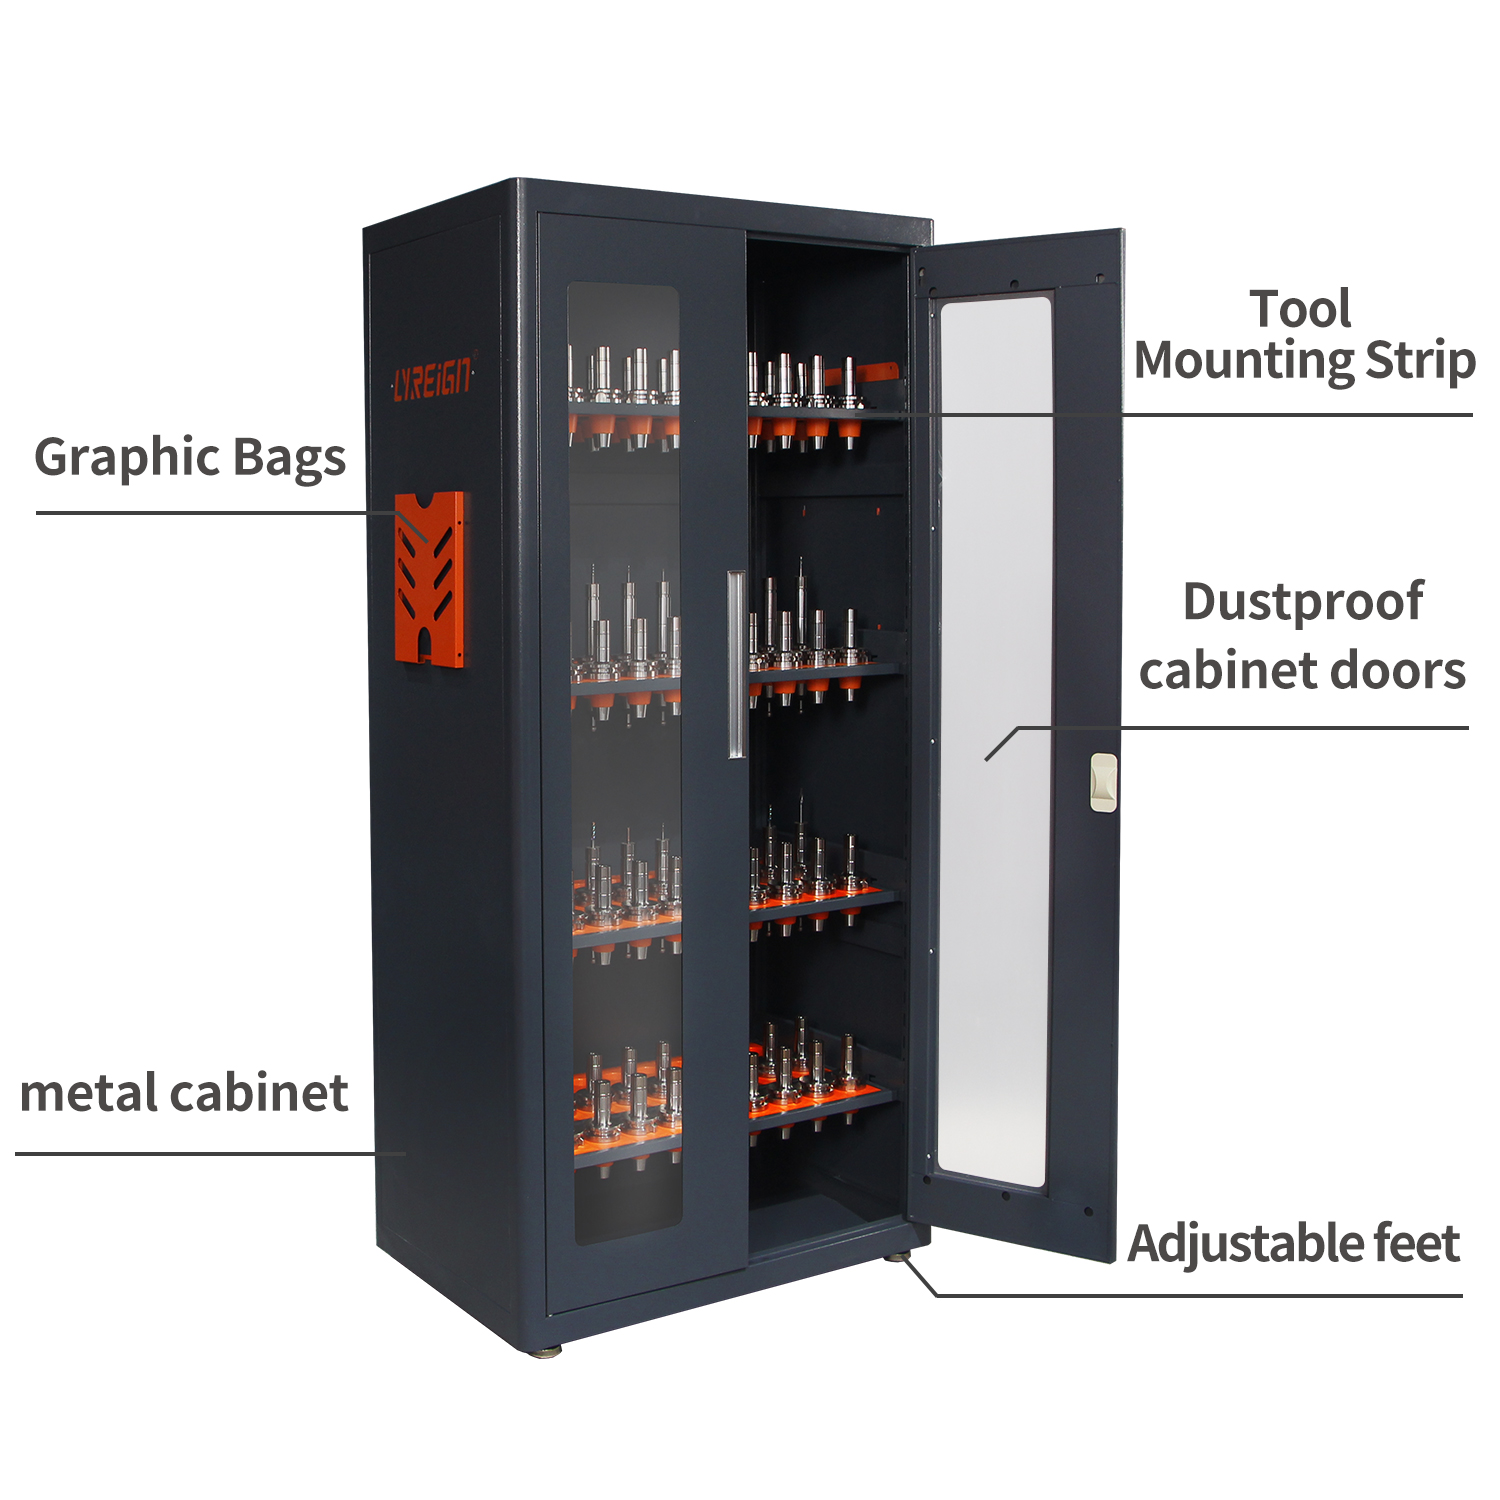 LYREIGN®
Graphic Bags
metal cabinet
Tool
Mounting Strip
Dustproof
cabinet doors
Adjustable feet